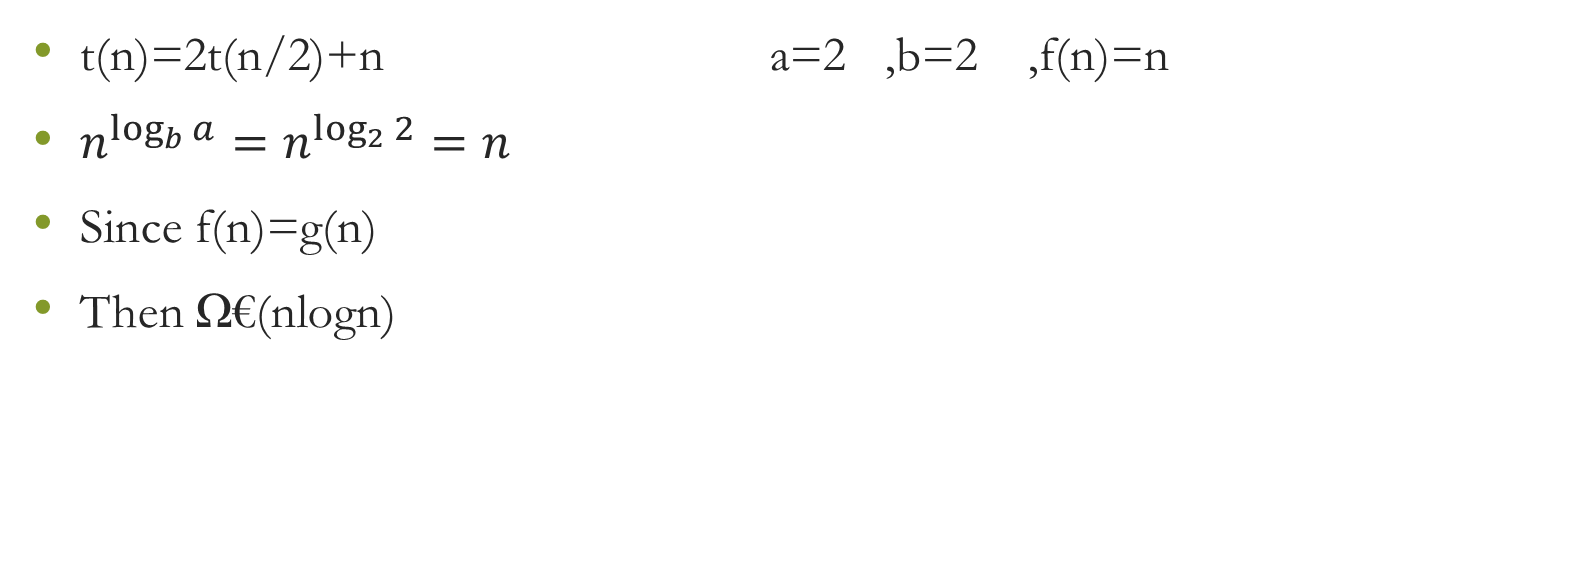 • t(n)=2t(n/2)+n a=2 ,b=2 ,f(n)=n
• n^{log_b a} = n^{log_2 2} = n
• Since f(n)=g(n)
• Then Ω€(nlogn)